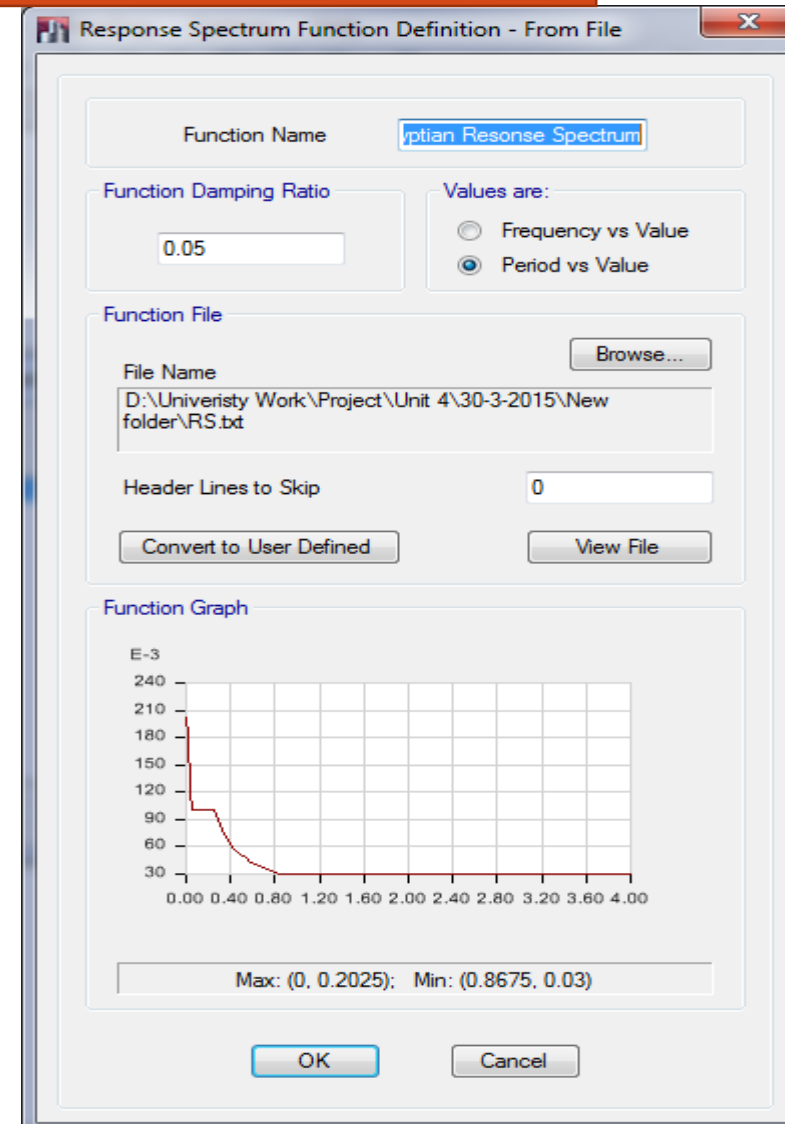 Response Spectrum Function Definition - From File
Function Name
yptian Resonse Spectrum
Function Damping Ratio
Values are:
0.05
Frequency vs Value
Period vs Value
Function File
Browse...
File Name
D:\Univeristy Work\Project\Unit 4\30-3-2015\New
folder\RS.txt
Header Lines to Skip
0
Convert to User Defined
View File
Function Graph
E-3
240
210
180
150
120
90
60
30
0.00 0.40 0.80 1.20 1.60 2.00 2.40 2.80 3.20 3.60 4.00
Max: (0, 0.2025); Min: (0.8675, 0.03)
OK
Cancel